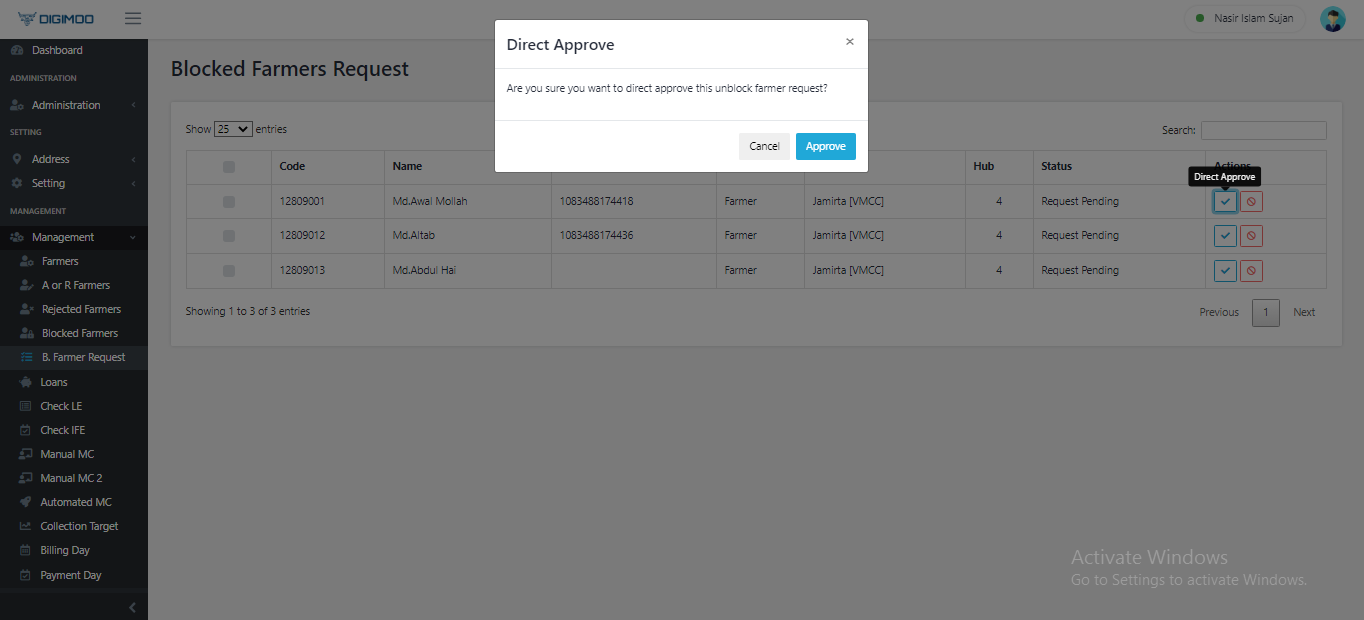 DIGIMOO
Nasir Islam Sujan
Dashboard
ADMINISTRATION
Administration
SETTING
Address
Setting
MANAGEMENT
Management
Farmers
A or R Farmers
Rejected Farmers
Blocked Farmers
B. Farmer Request
Loans
Check LE
Check IFE
Manual MC
Manual MC 2
Automated MC
Collection Target
Billing Day
Payment Day
Direct Approve
×
Are you sure you want to direct approve this unblock farmer request?
Cancel Approve
Blocked Farmers Request
Show 25 entries
Search:
Code Name Hub Status Actions
Direct Approve
12809001 Md.Awal Mollah 1083488174418 Farmer Jamirta [VMCC] 4 Request Pending
12809012 Md.Altab 1083488174436 Farmer Jamirta [VMCC] 4 Request Pending
12809013 Md.Abdul Hai Farmer Jamirta [VMCC] 4 Request Pending
Showing 1 to 3 of 3 entries
Previous 1 Next
Activate Windows
Go to Settings to activate Windows.